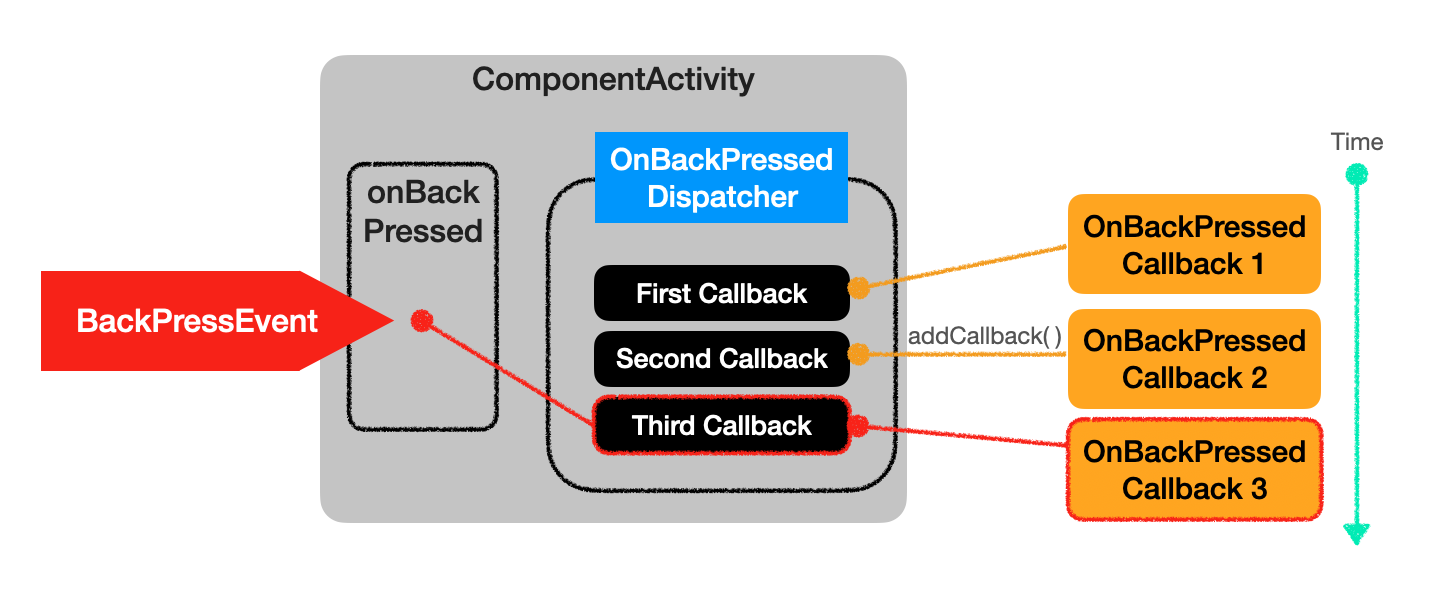 ComponentActivity
onBack
Pressed
BackPressEvent
OnBackPressed
Dispatcher
First Callback
Second Callback
Third Callback
addCallback( )
OnBackPressed
Callback 1
OnBackPressed
Callback 2
OnBackPressed
Callback 3
Time